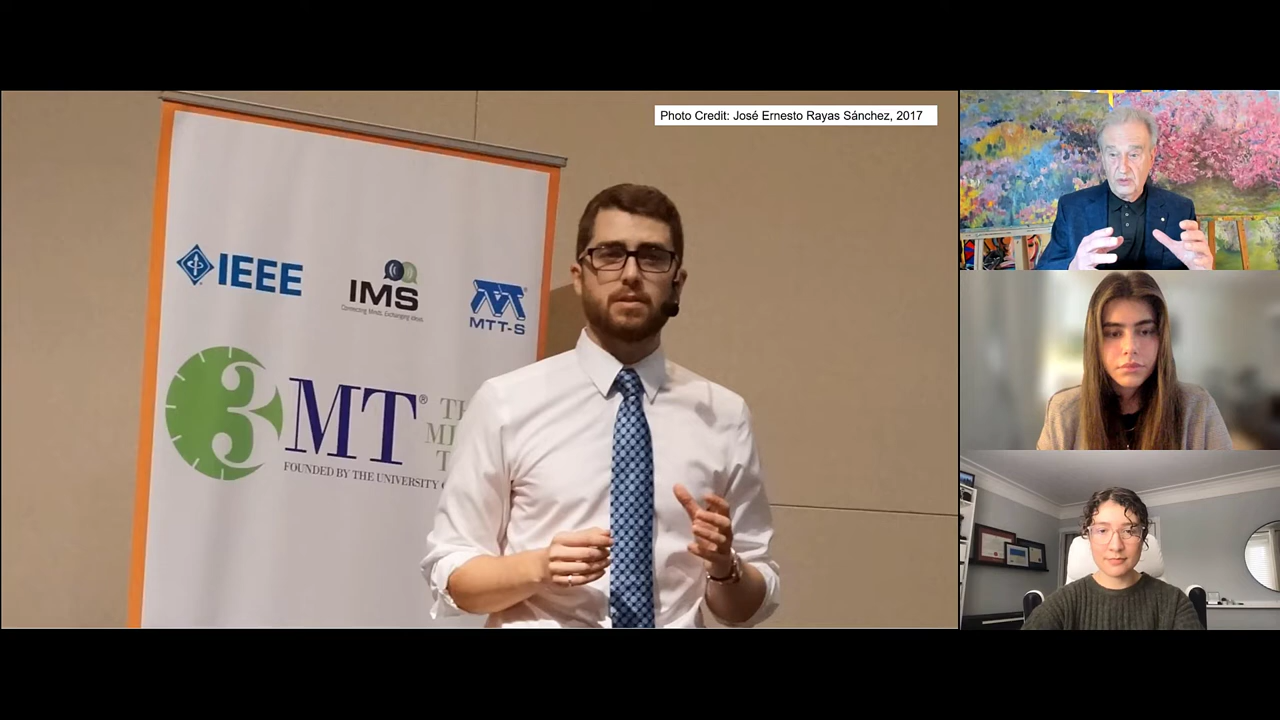 Photo Credit: José Ernesto Rayas Sánchez, 2017
IEEE
IMS
Connecting Minds. Exchanging Ideas.
MTT-S
®
3MT®
FOUNDED BY THE UNIVERSITY